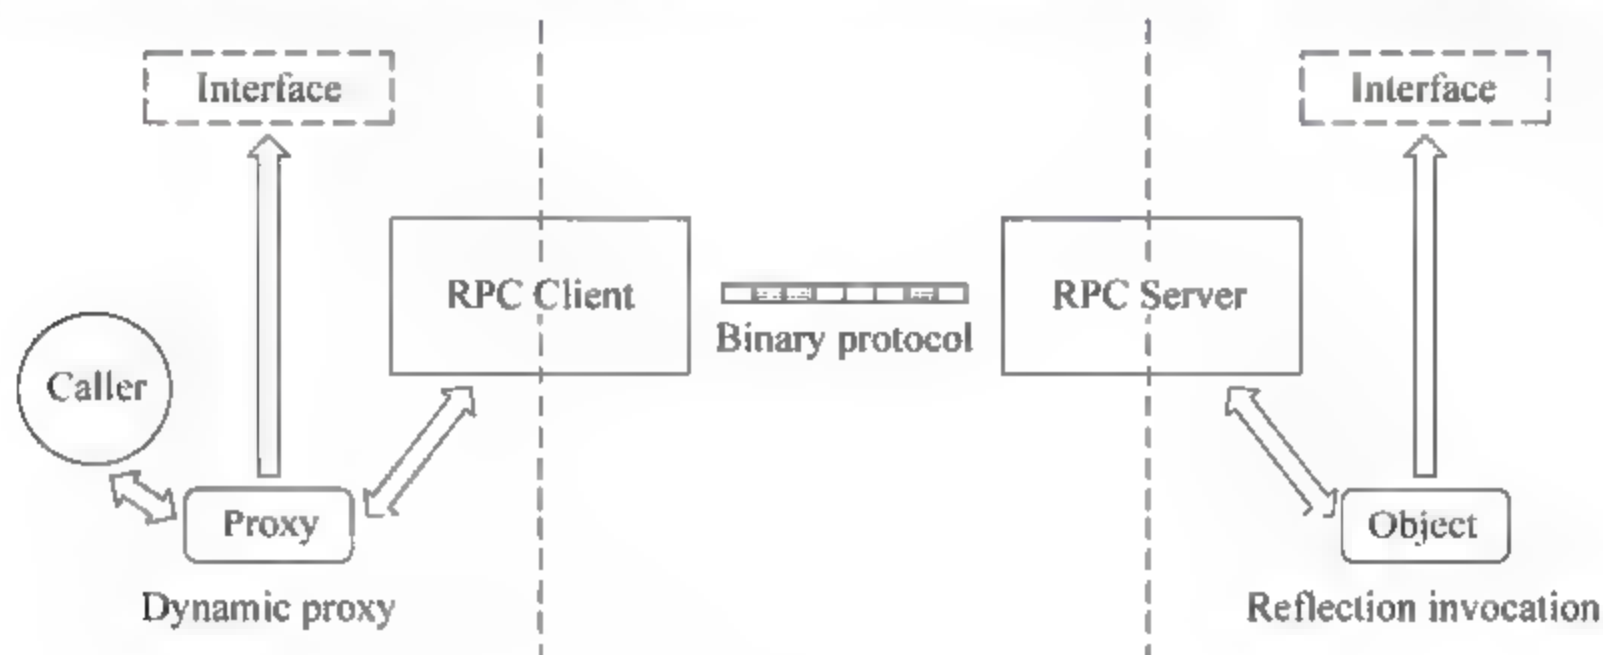 Interface
Interface
RPC Client
RPC Server
Binary protocol
Caller
Proxy
Object
Dynamic proxy
Reflection invocation